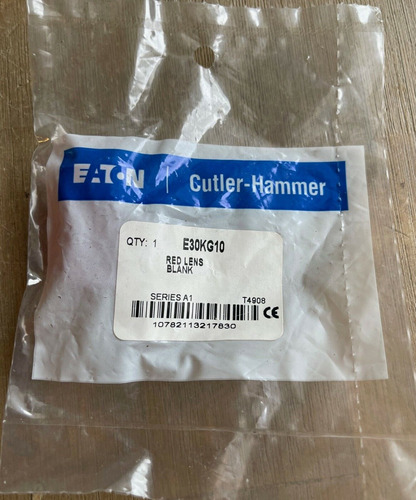 EATON | Cutler-Hammer
QTY: 1 E30KG10
RED LENS
BLANK
SERIES A1 T4908
CE
10782113217830